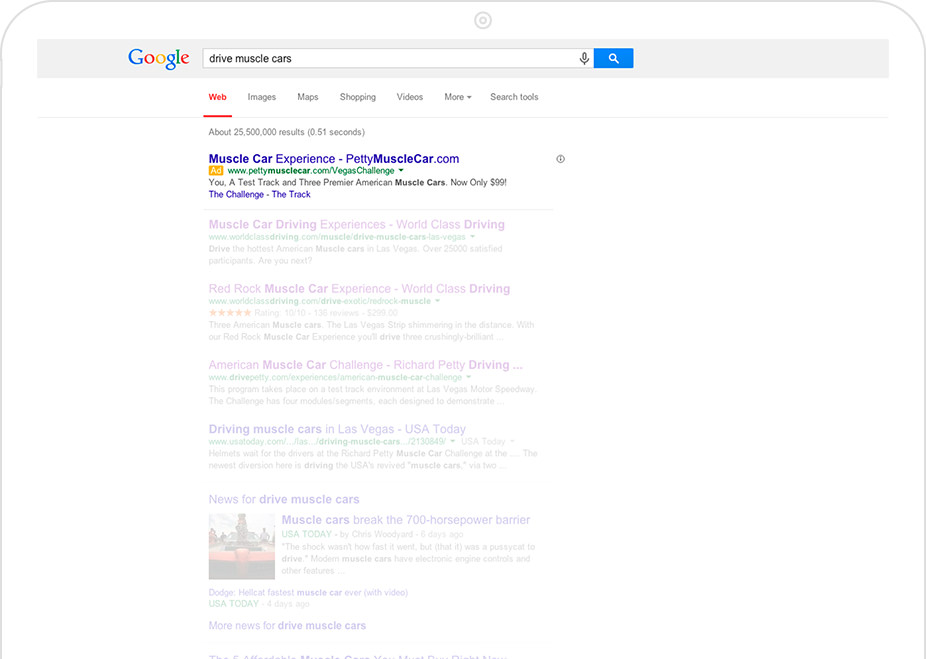 Google
drive muscle cars
Web Images Maps Shopping Videos More Search tools
About 25,500,000 results (0.51 seconds)
Muscle Car Experience - PettyMuscleCar.com
Ad www.pettymusclecar.com/VegasChallenge
You, A Test Track and Three Premier American Muscle Cars. Now Only $99!
The Challenge - The Track
Muscle Car Driving Experiences - World Class Driving
www.worldclassdriving.com/muscle/drive-muscle-cars-las-vegas
Drive the hottest American Muscle cars in Las Vegas. Over 25000 satisfied
participants. Are you next?
Red Rock Muscle Car Experience - World Class Driving
www.worldclassdriving.com/drive-exotic/redrock-muscle
Rating: 10/10 - 136 reviews - $299.00
Three American Muscle cars. The Las Vegas Strip shimmering in the distance. With
our Red Rock Muscle Car Experience you'll drive three crushingly-brilliant ...
American Muscle Car Challenge - Richard Petty Driving ...
www.drivepetty.com/experiences/american-muscle-car-challenge
This program takes place on a test track environment at Las Vegas Motor Speedway.
The Challenge has four modules/segments, each designed to demonstrate ...
Driving muscle cars in Las Vegas - USA Today
www.usatoday.com/.../las.../driving-muscle-cars.../2130849/ USA Today
Helmets wait for the drivers at the Richard Petty Muscle Car Challenge at the .... The
newest diversion here is driving the USA's revived "muscle cars," via two ...
News for drive muscle cars
Muscle cars break the 700-horsepower barrier
USA TODAY - by Chris Woodyard - 6 days ago
"The shock wasn't how fast it went, but (that it) was a pussycat to
drive." Modern muscle cars have electronic engine controls and
other features ...
Dodge: Hellcat fastest muscle car ever (with video)
USA TODAY - 4 days ago
More news for drive muscle cars
The 5 Affordable Muscle Cars You Must Buy Right Now